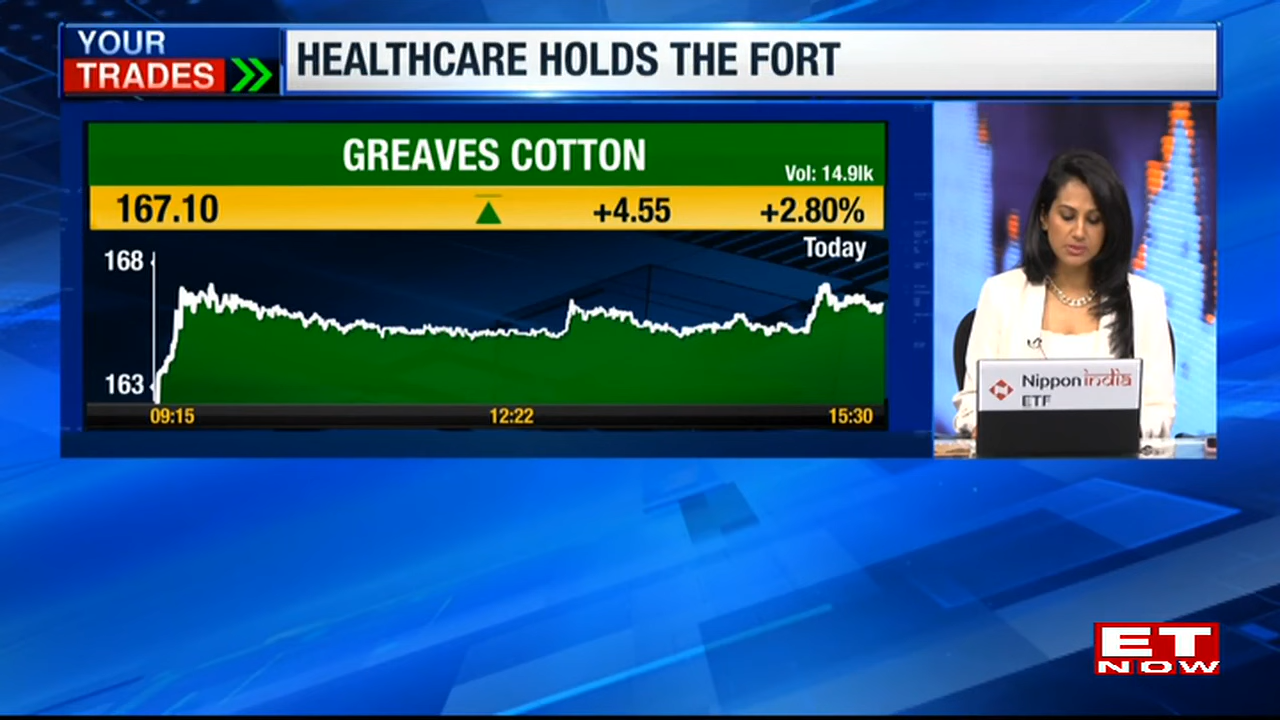 YOUR
TRADES
HEALTHCARE HOLDS THE FORT
GREAVES COTTON
Vol: 14.9lk
167.10 +4.55 +2.80%
Today
168
163
09:15 12:22 15:30
Nippon india
ETF
ET
NOW